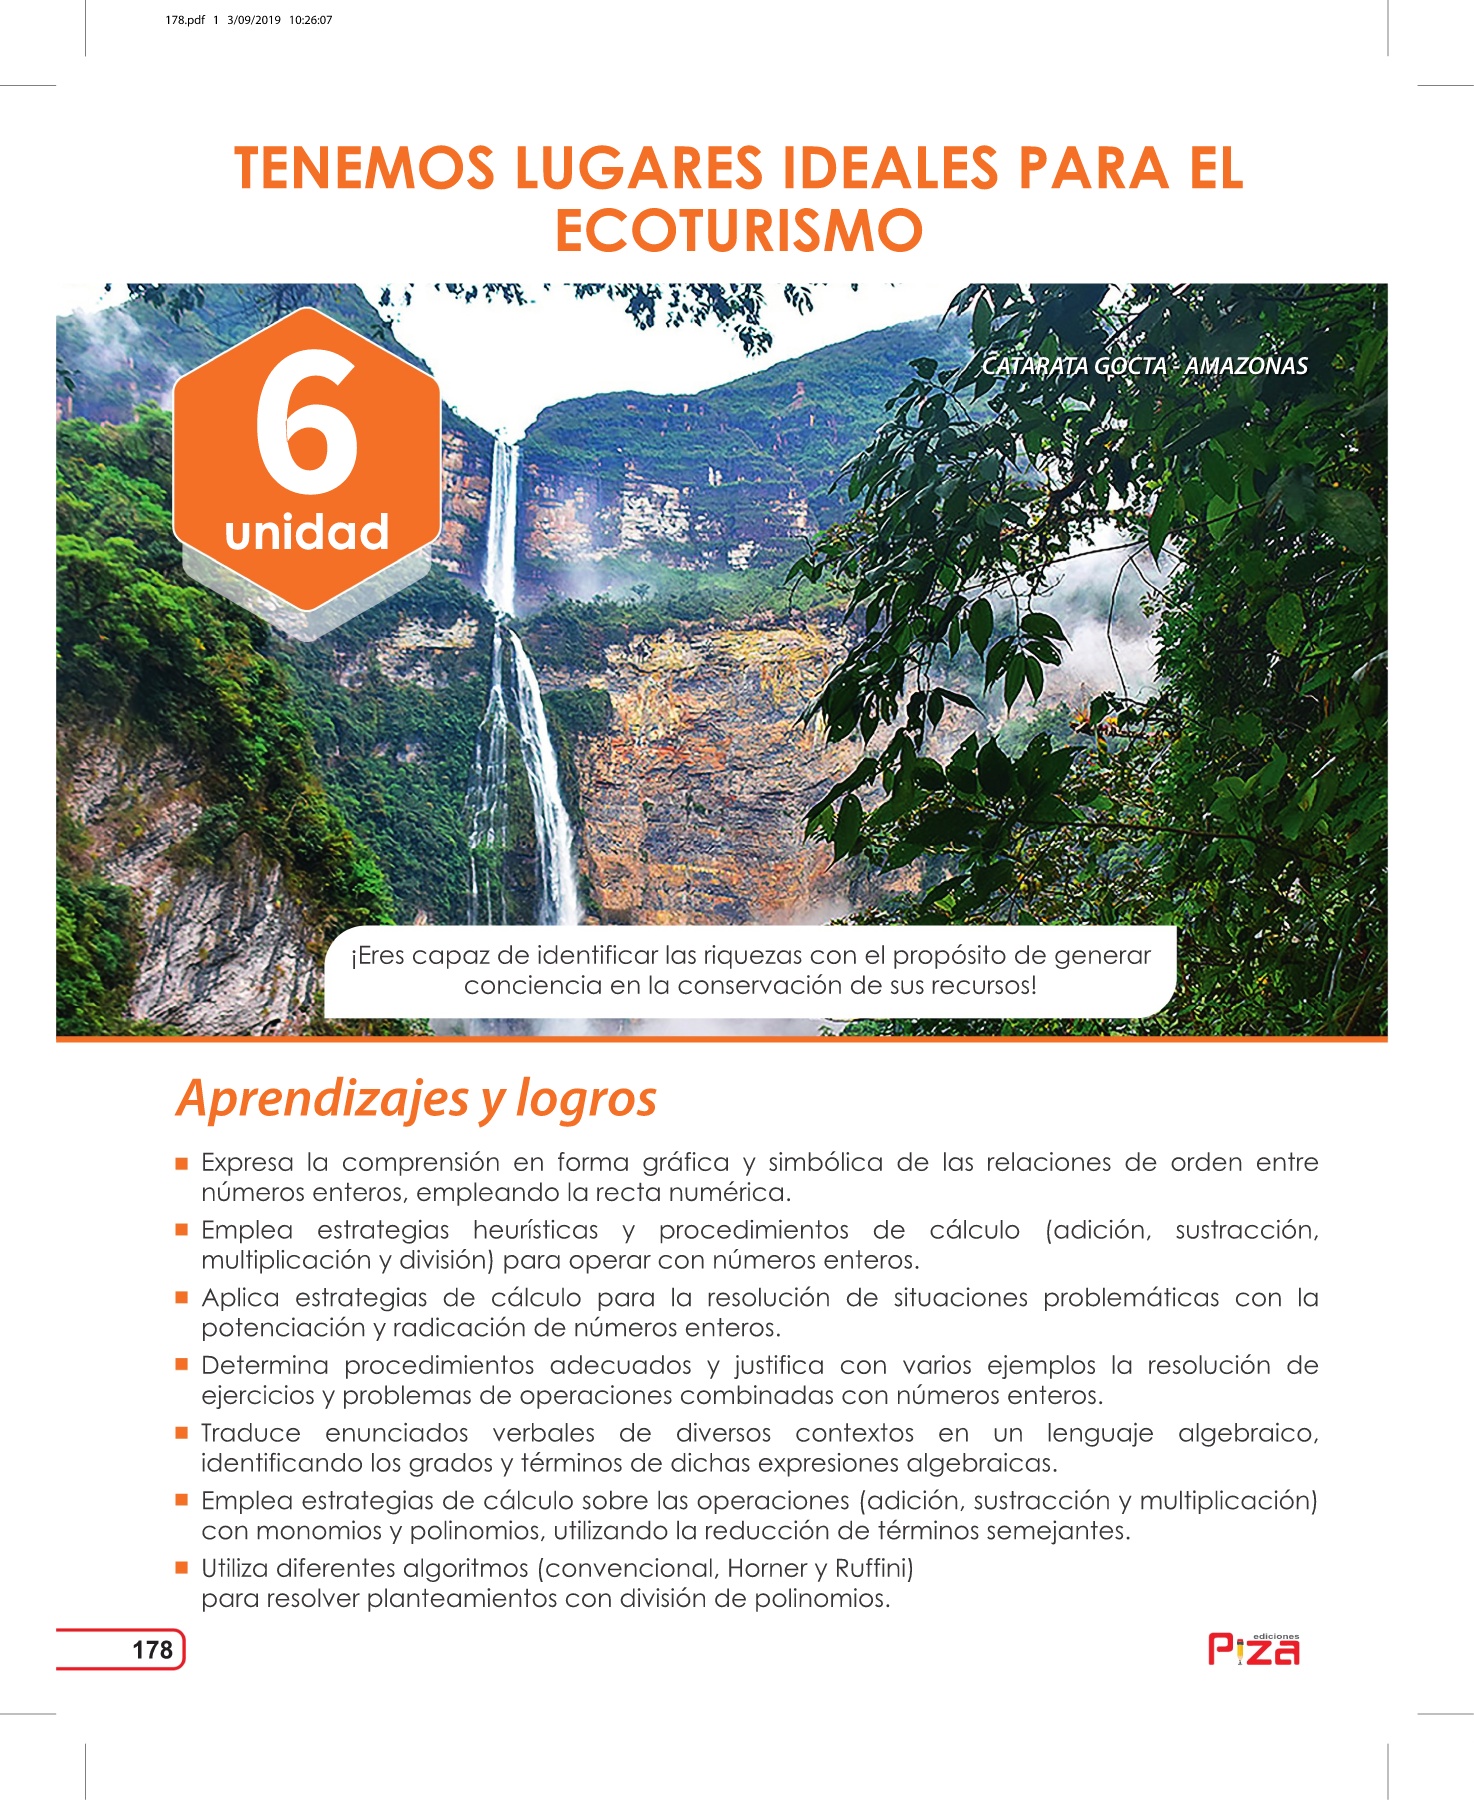 178.pdf 1 3/09/2019 10:26:07
TENEMOS LUGARES IDEALES PARA EL
ECOTURISMO
CATARATA GOCTA - AMAZONAS
6
unidad
¡Eres capaz de identificar las riquezas con el propósito de generar
conciencia en la conservación de sus recursos!
Aprendizajes y logros
Expresa la comprensión en forma gráfica y simbólica de las relaciones de orden entre
números enteros, empleando la recta numérica.
Emplea estrategias heurísticas y procedimientos de cálculo (adición, sustracción,
multiplicación y división) para operar con números enteros.
Aplica estrategias de cálculo para la resolución de situaciones problemáticas con la
potenciación y radicación de números enteros.
Determina procedimientos adecuados y justifica con varios ejemplos la resolución de
ejercicios y problemas de operaciones combinadas con números enteros.
Traduce enunciados verbales de diversos contextos en un lenguaje algebraico,
identificando los grados y términos de dichas expresiones algebraicas.
Emplea estrategias de cálculo sobre las operaciones (adición, sustracción y multiplicación)
con monomios y polinomios, utilizando la reducción de términos semejantes.
Utiliza diferentes algoritmos (convencional, Horner y Ruffini)
para resolver planteamientos con división de polinomios.
178
ediciones
Piza